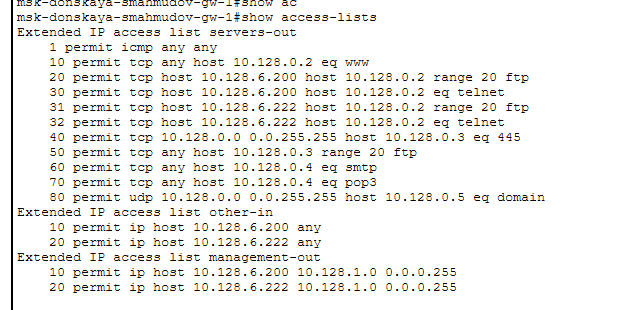 msk-donskaya-smahmudov-gw-1#show ac
msk-donskaya-smahmudov-gw-1#show access-lists
Extended IP access list servers-out
    1 permit icmp any any
    10 permit tcp any host 10.128.0.2 eq www
    20 permit tcp host 10.128.6.200 host 10.128.0.2 range 20 ftp
    30 permit tcp host 10.128.6.200 host 10.128.0.2 eq telnet
    31 permit tcp host 10.128.6.222 host 10.128.0.2 range 20 ftp
    32 permit tcp host 10.128.6.222 host 10.128.0.2 eq telnet
    40 permit tcp 10.128.0.0 0.0.255.255 host 10.128.0.3 eq 445
    50 permit tcp any host 10.128.0.3 range 20 ftp
    60 permit tcp any host 10.128.0.4 eq smtp
    70 permit tcp any host 10.128.0.4 eq pop3
    80 permit udp 10.128.0.0 0.0.255.255 host 10.128.0.5 eq domain
Extended IP access list other-in
    10 permit ip host 10.128.6.200 any
    20 permit ip host 10.128.6.222 any
Extended IP access list management-out
    10 permit ip host 10.128.6.200 10.128.1.0 0.0.0.255
    20 permit ip host 10.128.6.222 10.128.1.0 0.0.0.255